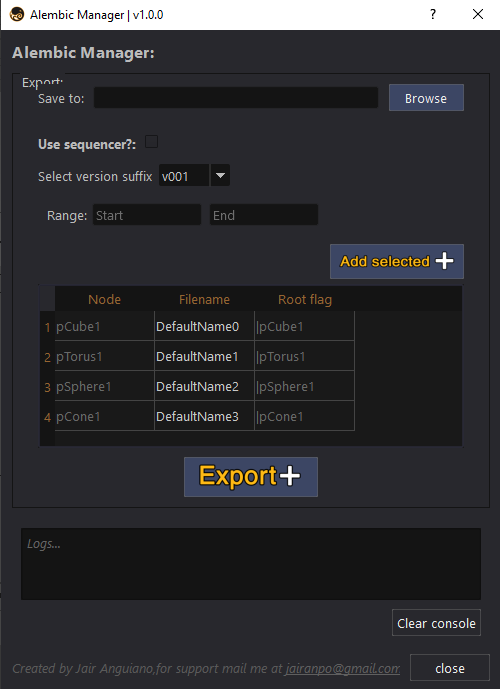 Alembic Manager | v1.0.0
?
Alembic Manager:
Export:
Save to:
Browse
Use sequencer?:
Select version suffix v001
Range: Start End
Add selected
Node Filename Root flag
1 pCube1 DefaultName0 |pCube1
2 pTorus1 DefaultName1 |pTorus1
3 pSphere1 DefaultName2 |pSphere1
4 pCone1 DefaultName3 |pCone1
Export
Logs...
Clear console
Created by Jair Anguiano,for support mail me at jairanpo@gmail.com
close